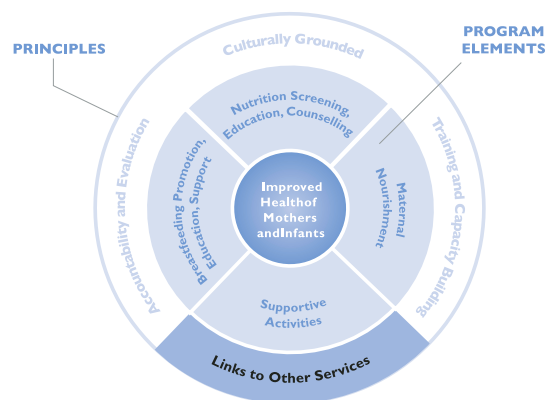 PRINCIPLES
PROGRAM
ELEMENTS
Culturally Grounded
Nutrition Screening,
Education, Counselling
Accountability and Evaluation
Breastfeeding Promotion,
Education, Support
Improved
Healthof
Mothers
andInfants
Maternal
Nourishment
Training and Capacity Building
Supportive
Activities
Links to Other Services